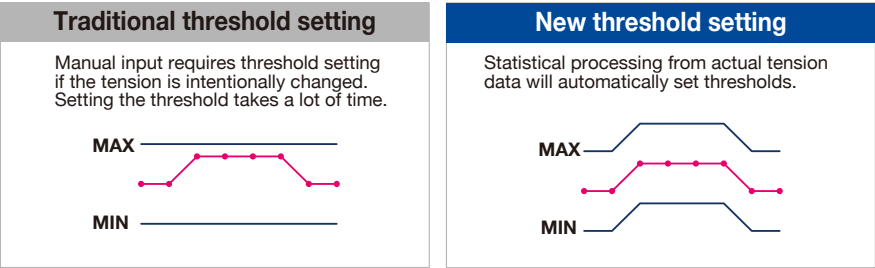 Traditional threshold setting
Manual input requires threshold setting
if the tension is intentionally changed.
Setting the threshold takes a lot of time.
MAX
MIN
New threshold setting
Statistical processing from actual tension
data will automatically set thresholds.
MAX
MIN